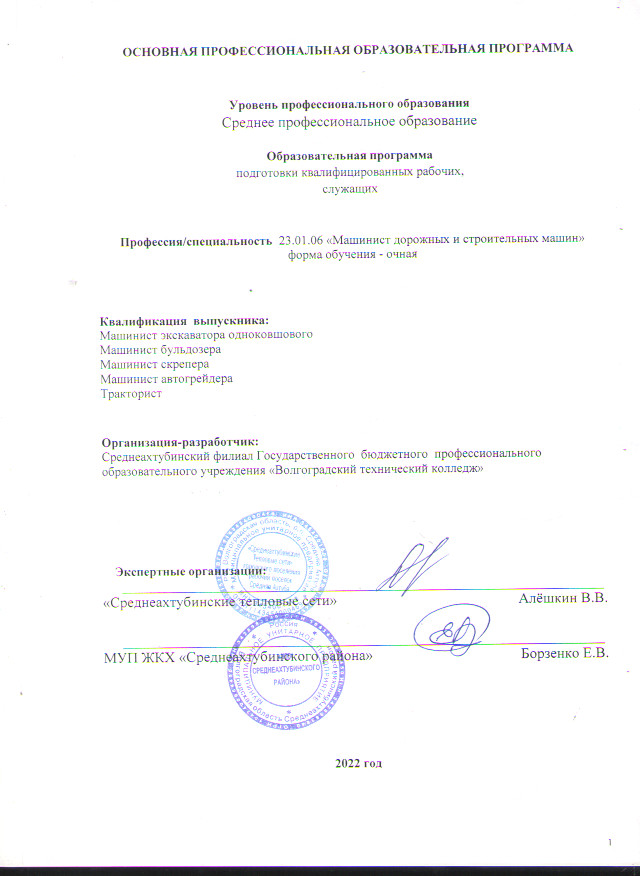 ОСНОВНАЯ ПРОФЕССИОНАЛЬНАЯ ОБРАЗОВАТЕЛЬНАЯ ПРОГРАММА
Уровень профессионального образования
Среднее профессиональное образование
Образовательная программа
подготовки квалифицированных рабочих,
служащих
Профессия/специальность 23.01.06 «Машинист дорожных и строительных машин»
форма обучения - очная
Квалификация выпускника:
Машинист экскаватора одноковшового
Машинист бульдозера
Машинист скрепера
Машинист автогрейдера
Тракторист
Организация-разработчик:
Среднеахтубинский филиал Государственного бюджетного профессионального
образовательного учреждения «Волгоградский технический колледж»
Экспертные организации:
«Среднеахтубинские тепловые сети» Алёшкин В.В.
МУП ЖКХ «Среднеахтубинского района» Борзенко Е.В.
Россия
СРЕДНЕАХТУБИНСКОГО
РАЙОНА»
2022 год
1